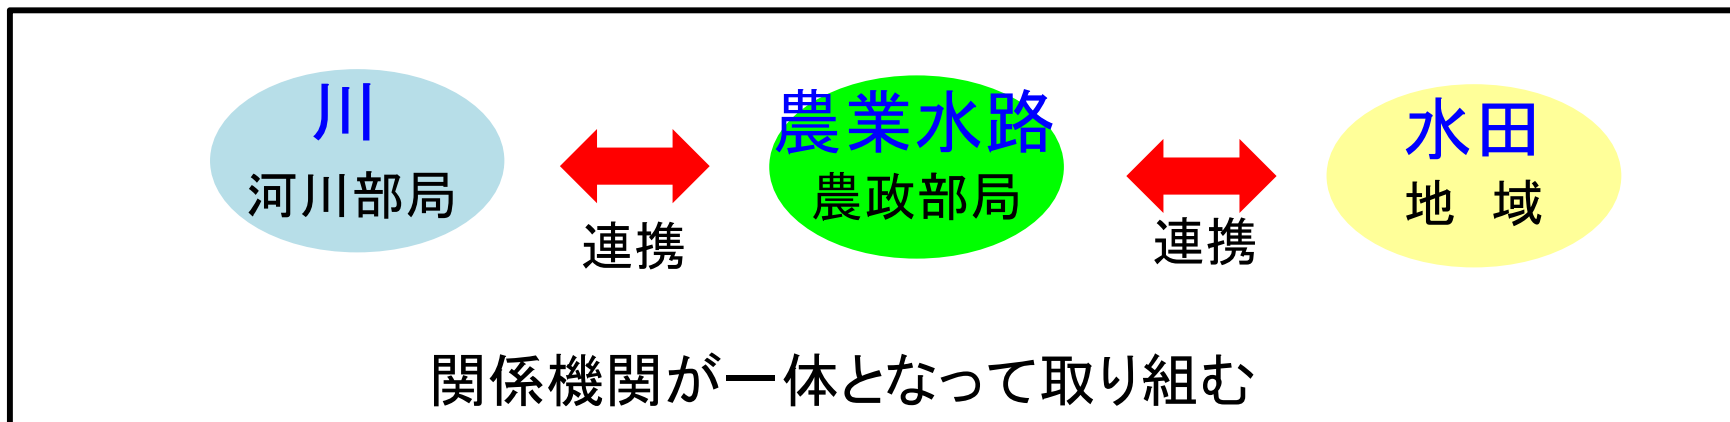 川
河川部局
連携
農業水路
農政部局
連携
水田
地　域
関係機関が一体となって取り組む